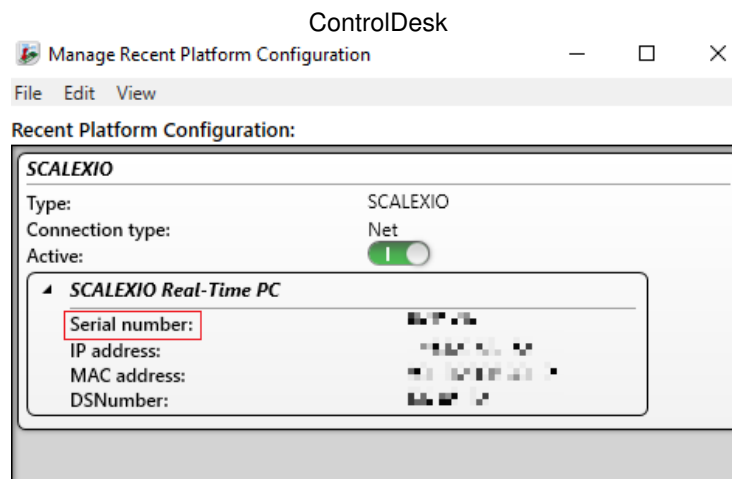 ControlDesk
Manage Recent Platform Configuration
File Edit View
Recent Platform Configuration:
SCALEXIO
Type: SCALEXIO
Connection type: Net
Active:
SCALEXIO Real-Time PC
Serial number:
IP address:
MAC address:
DSNumber: